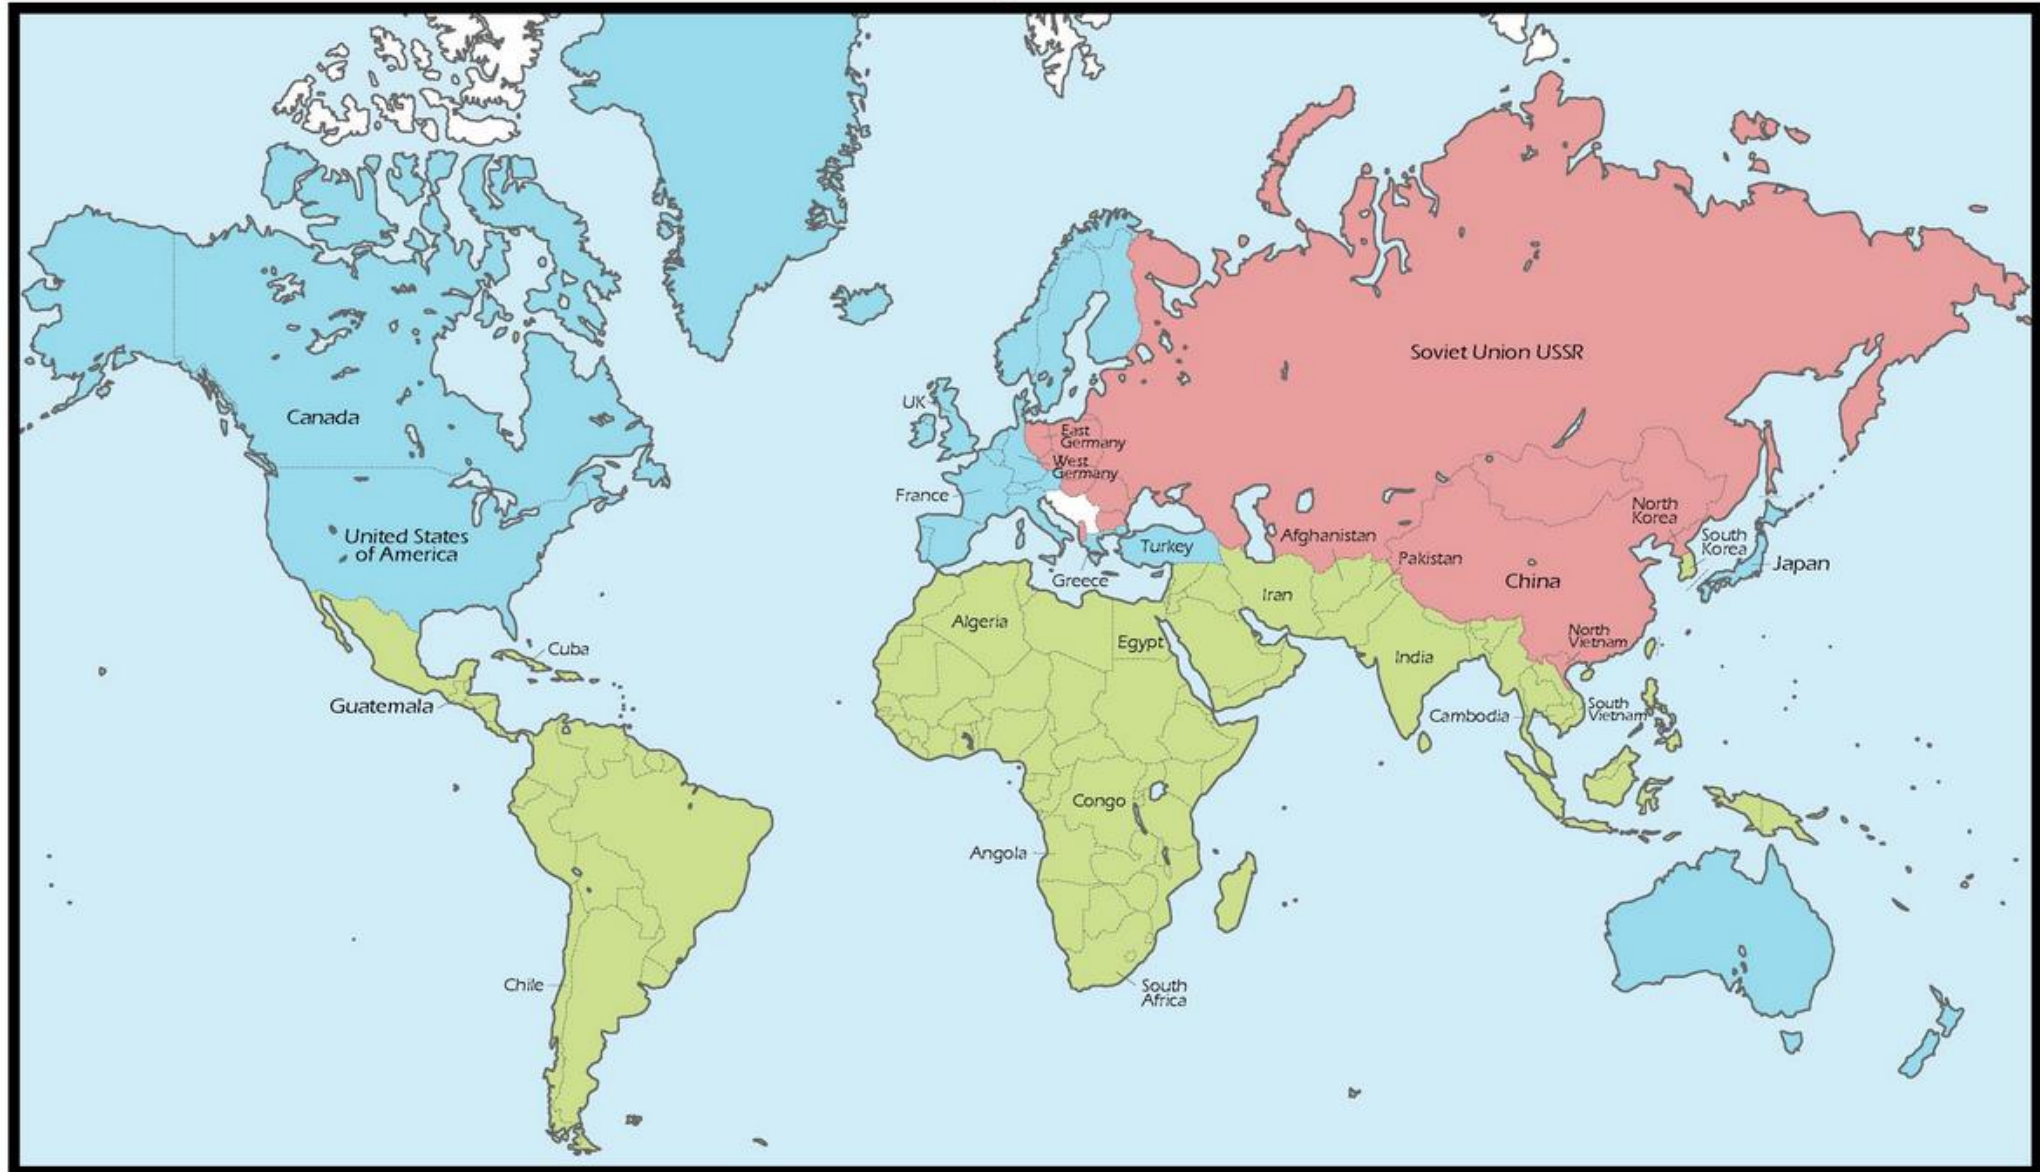 Canada
United States
of America
Cuba
Guatemala
Chile
UK
France
East
Germany
West
Germany
Greece
Turkey
Algeria
Egypt
Congo
Angola
South
Africa
Soviet Union USSR
Afghanistan
Pakistan
Iran
India
China
North
Korea
South
Korea
Japan
North
Vietnam
South
Vietnam
Cambodia